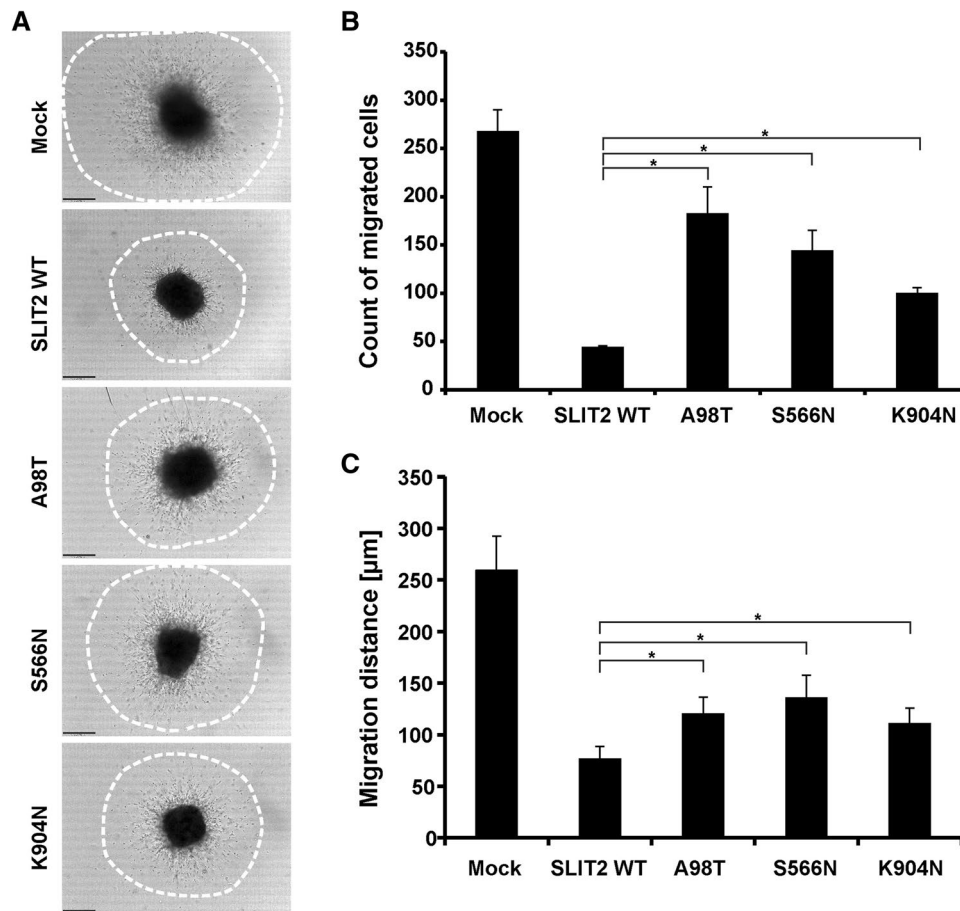 A
Mock
SLIT2 WT
A98T
S566N
K904N
B
Count of migrated cells
350
300
250
200
150
100
50
0
*
*
*
Mock SLIT2 WT A98T S566N K904N
C
Migration distance [µm]
350
300
250
200
150
100
50
0
*
*
*
Mock SLIT2 WT A98T S566N K904N